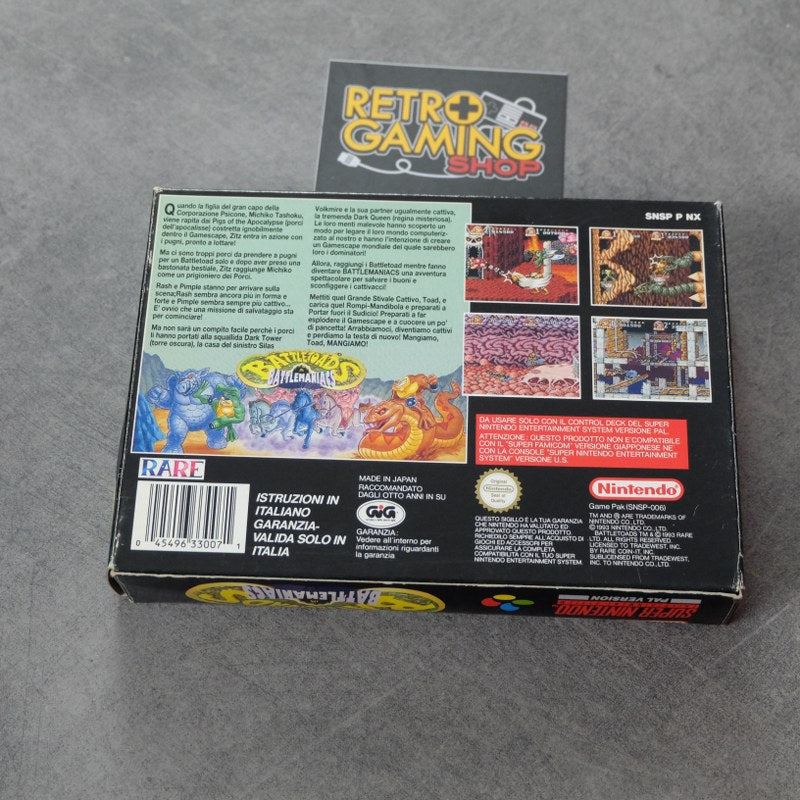 RETRO
GAMING
SHOP
SNSP P NX
Quando la figlia del gran capo della
Corporazione Psicone, Michiko Tashoku,
viene rapita dai Pigs of the Apocalypse (porci
dell'apocalisse) costretta ignobilmente
dentro il Gamescape, Zitz entra in azione con
i pugni, pronto a lottare!
Ma ci sono troppi porci da prendere a pugni
per un Battletoad solo e dopo aver preso una
bastonata bestiale, Zitz raggiunge Michiko
come un prigioniero dei Porci.
Rash e Pimple stanno per arrivare sulla
scena;Rash sembra ancora più in forma e
forte e Pimple sembra sempre più cattivo...
E' ovvio che una missione di salvataggio sta
per cominciare!
Ma non sarà un compito facile perchè i porci
li hanno portati alla squallida Dark Tower
(torre oscura), la casa del sinistro Silas
Volkmire e la sua partner ugualmente cattiva,
la tremenda Dark Queen (regina misteriosa).
Le loro menti malevole hanno scoperto un
modo per legare il loro mondo computeriz-
zato al nostro e hanno l'intenzione di creare
un Gamescape mondiale del quale sarebbero
loro i dominatori!
Allora, raggiungi i Battletoad mentre fanno
diventare BATTLEMANIACS una avventura
spettacolare per salvare i buoni e
sconfiggere i cattivacci!
Mettiti quel Grande Stivale Cattivo, Toad, e
carica quel Rompi-Mandibola e preparati a
Portar fuori il Sudicio! Preparati a far
esplodere il Gamescape e a cuocere un po'
di pancetta! Arrabbiamoci, diventiamo cattivi
e perdiamo la testa di nuovo! Mangiamo,
Toad, MANGIAMO!
BATTLETOADS
IN
BATTLEMANIACS
DA USARE SOLO CON IL CONTROL DECK DEL SUPER
NINTENDO ENTERTAINMENT SYSTEM VERSIONE PAL.
ATTENZIONE: QUESTO PRODOTTO NON E'COMPATIBILE
CON IL "SUPER FAMICOM" VERSIONE GIAPPONESE NE
CON LA CONSOLE "SUPER NINTENDO ENTERTAINMENT
SYSTEM" VERSIONE U.S.
RARE
0 45496 33007 1
ISTRUZIONI IN
ITALIANO
GARANZIA-
VALIDA SOLO IN
ITALIA
MADE IN JAPAN
RACCOMANDATO
DAGLI OTTO ANNI IN SU
GiG
GARANZIA:
Vedere all'interno per
informazioni riguardanti
la garanzia
Original
Nintendo
Seal of
Quality
QUESTO SIGILLO È LA TUA GARANZIA
CHE NINTENDO HA VALUTATO ED
APPROVATO QUESTO PRODOTTO.
RICHIEDILO SEMPRE ALL'ACQUISTO DI
GIOCHI ED ACCESSORI PER
ASSICURARE LA COMPLETA
COMPATIBILITÀ CON IL TUO SUPER
NINTENDO ENTERTAINMENT SYSTEM.
Nintendo
Game Pak(SNSP-006)
TM AND ® ARE TRADEMARKS OF
NINTENDO CO., LTD.
©1993 NINTENDO CO., LTD.
BATTLETOADS TM & ©1993 RARE
LTD. ALL RIGHTS RESERVED.
LICENSED TO TRADEWEST, INC.
BY RARE COIN-IT, INC.
SUBLICENSED FROM TRADEWEST,
INC. TO NINTENDO CO., LTD.
BATTLEMANIACS
SUPER NINTENDO
PAL VERSION